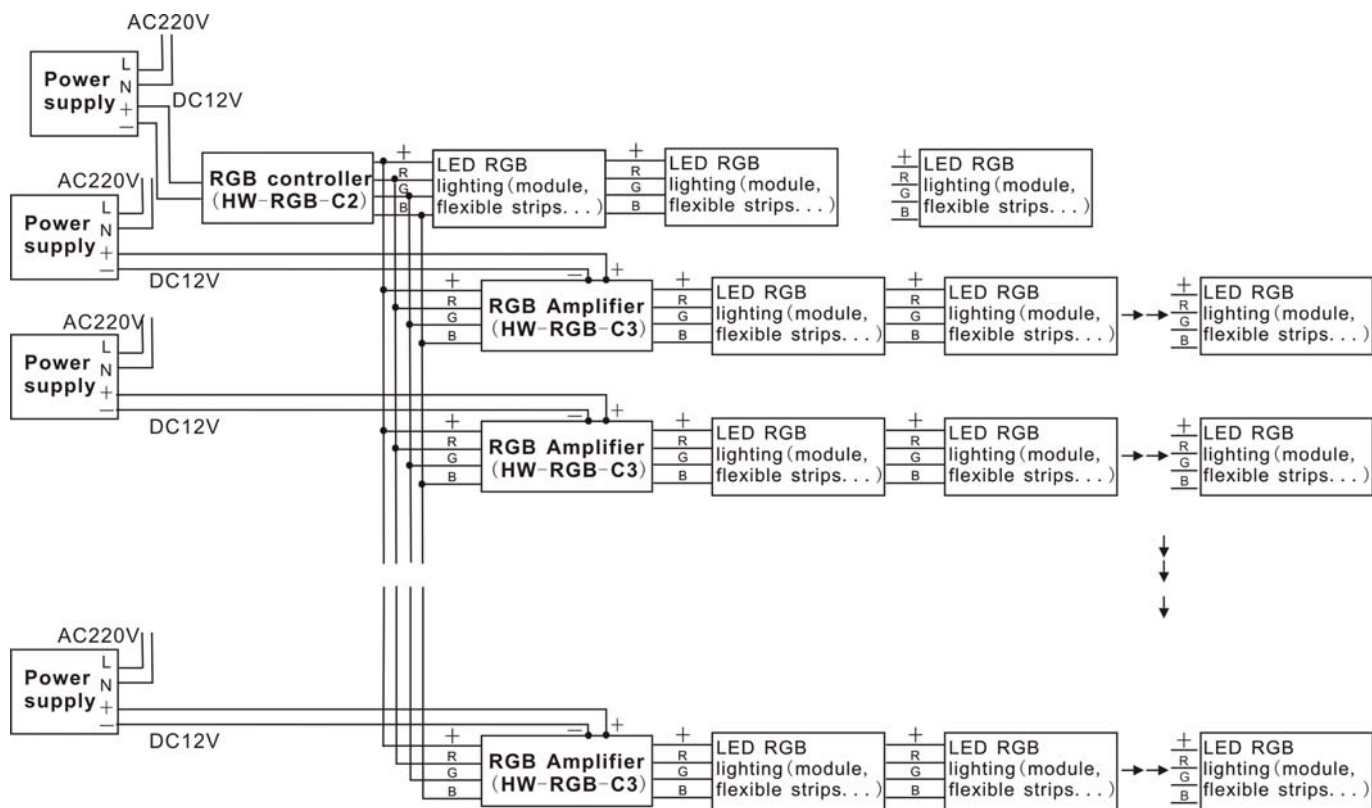 AC220V
Power
supply
L
N
+
—
DC12V
RGB controller
(HW-RGB-C2)
+
R
G
B
LED RGB
lighting(module,
flexible strips...)
+
R
G
B
LED RGB
lighting(module,
flexible strips...)
+
R
G
B
LED RGB
lighting(module,
flexible strips...)
AC220V
Power
supply
L
N
+
—
DC12V
— +
+
R
G
B
RGB Amplifier
(HW-RGB-C3)
+
R
G
B
LED RGB
lighting(module,
flexible strips...)
+
R
G
B
LED RGB
lighting(module,
flexible strips...)
+
R
G
B
LED RGB
lighting(module,
flexible strips...)
AC220V
Power
supply
L
N
+
—
DC12V
— +
+
R
G
B
RGB Amplifier
(HW-RGB-C3)
+
R
G
B
LED RGB
lighting(module,
flexible strips...)
+
R
G
B
LED RGB
lighting(module,
flexible strips...)
+
R
G
B
LED RGB
lighting(module,
flexible strips...)
AC220V
Power
supply
L
N
+
—
DC12V
— +
+
R
G
B
RGB Amplifier
(HW-RGB-C3)
+
R
G
B
LED RGB
lighting(module,
flexible strips...)
+
R
G
B
LED RGB
lighting(module,
flexible strips...)
+
R
G
B
LED RGB
lighting(module,
flexible strips...)